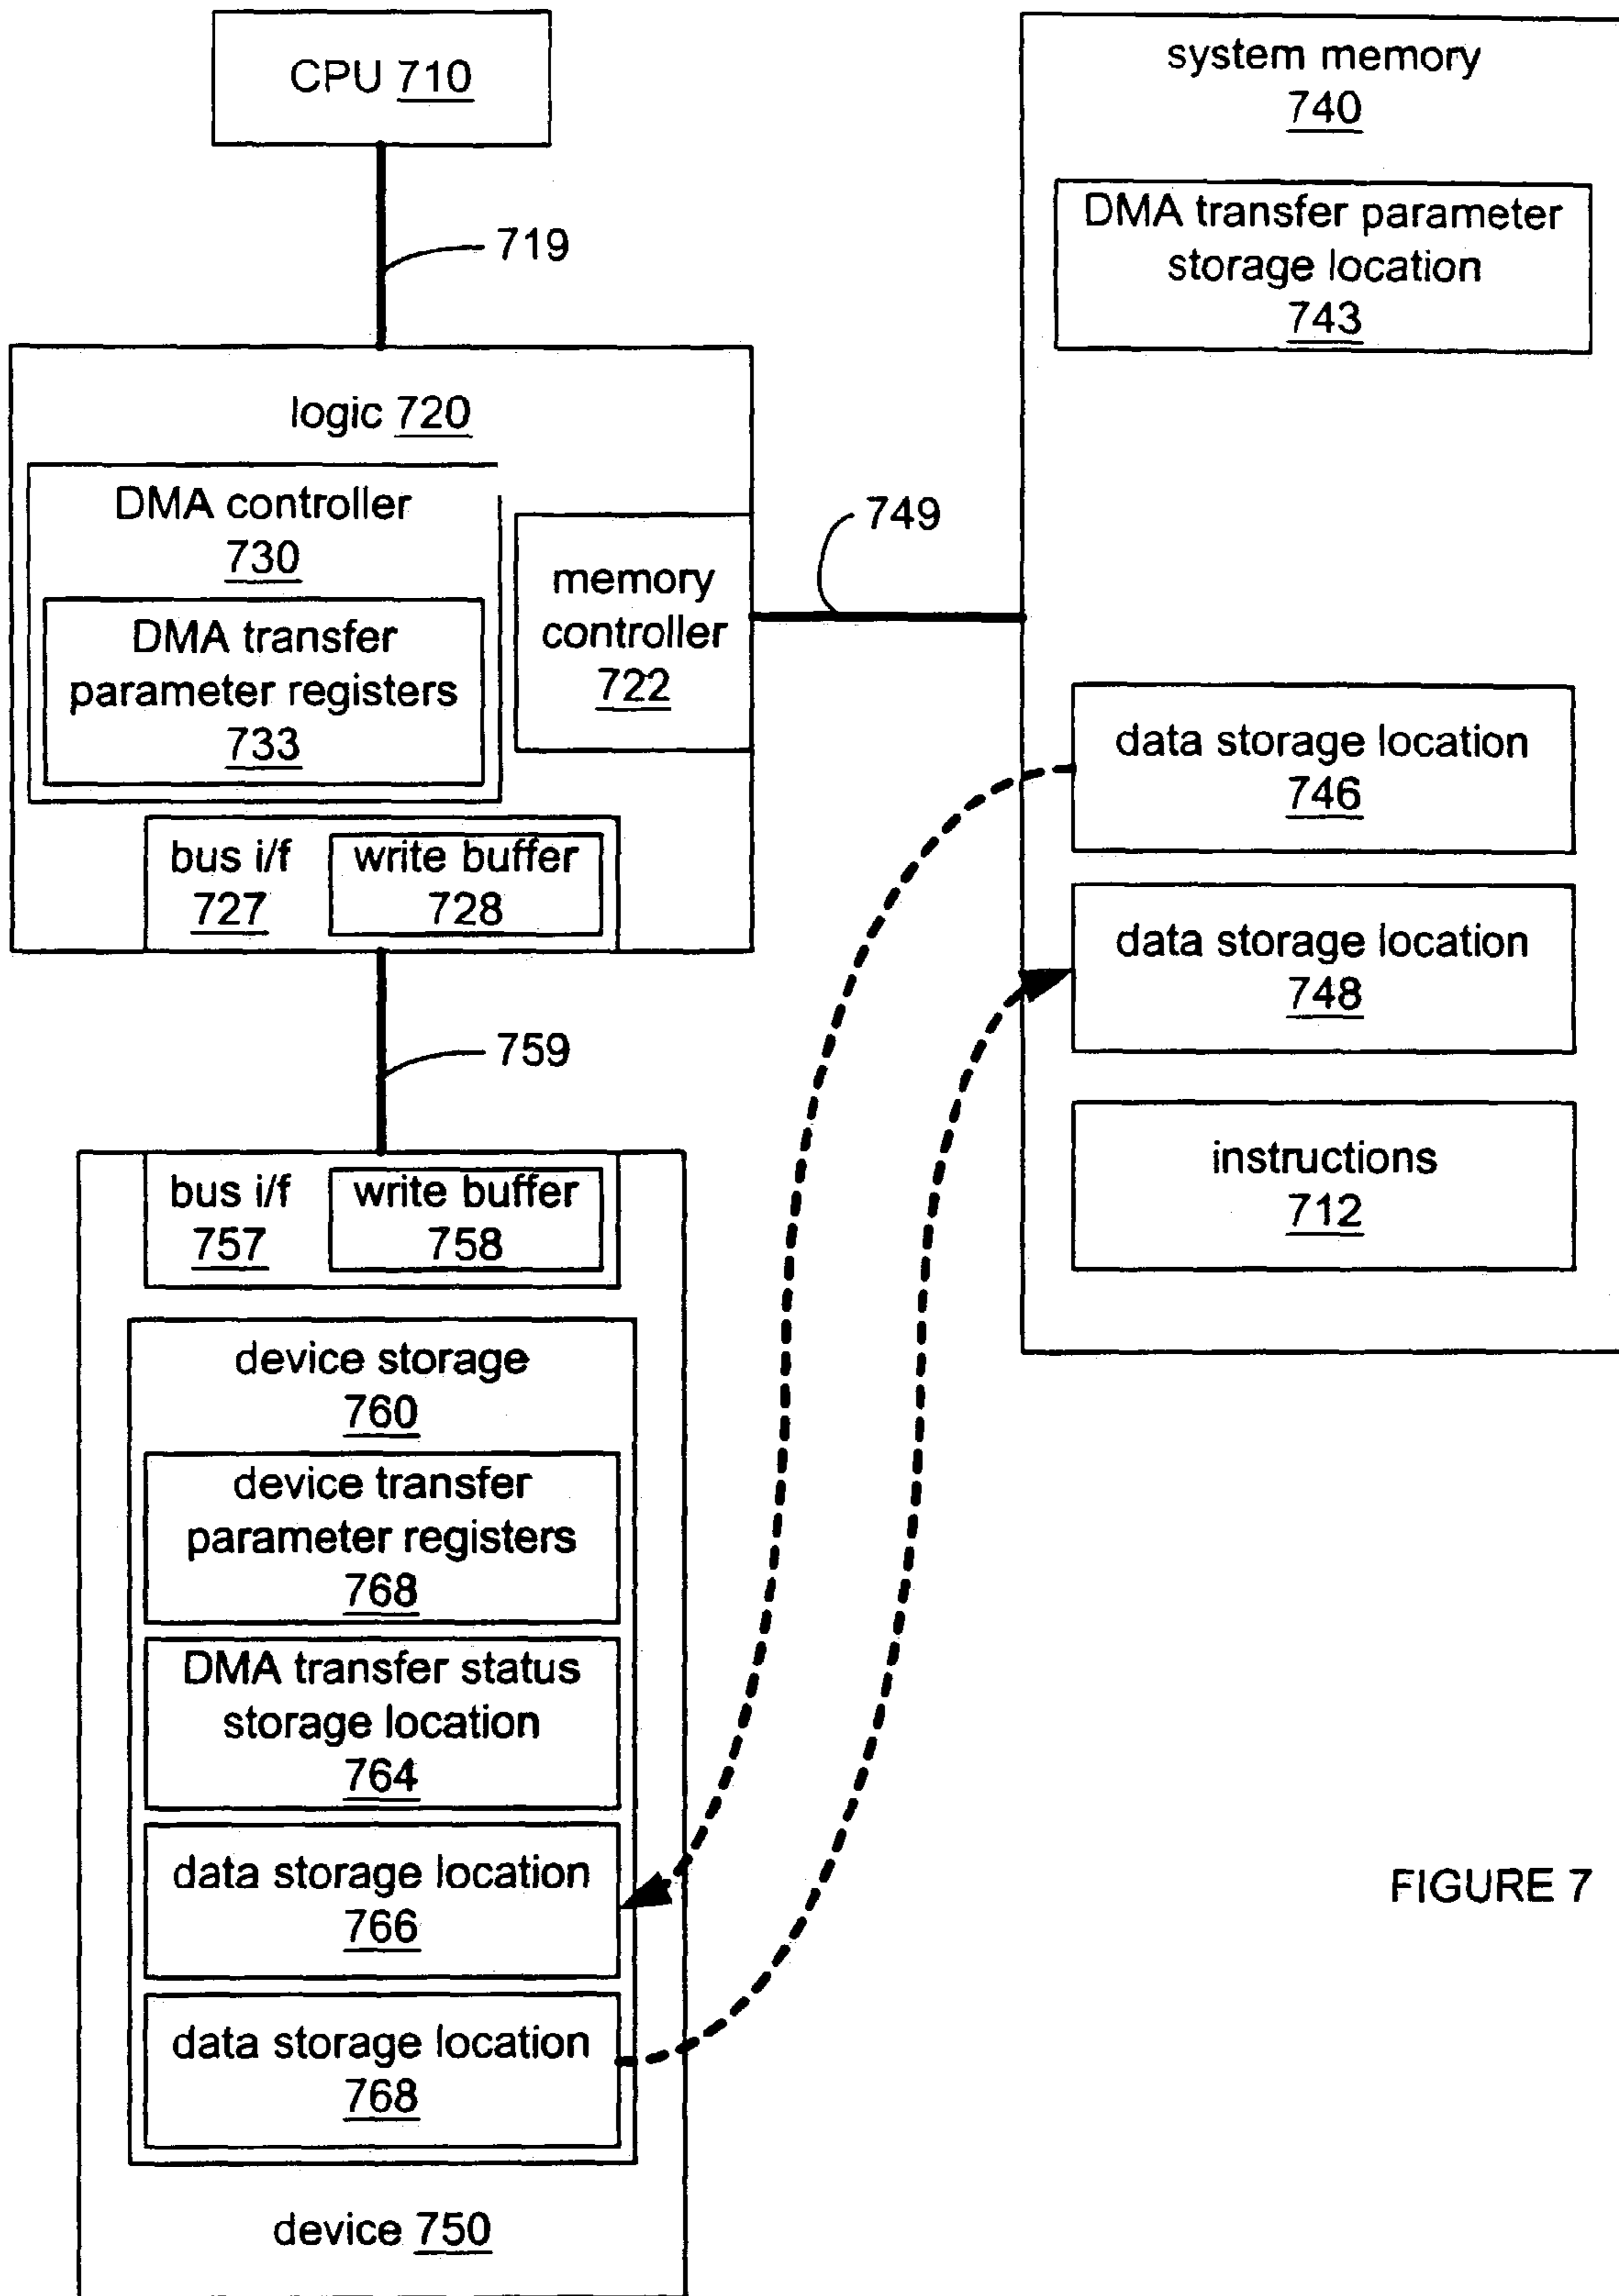 CPU 710
719
logic 720
DMA controller
730
DMA transfer
parameter registers
733
memory
controller
722
bus i/f
727
write buffer
728
749
system memory
740
DMA transfer parameter
storage location
743
data storage location
746
data storage location
748
instructions
712
759
bus i/f
757
write buffer
758
device storage
760
device transfer
parameter registers
768
DMA transfer status
storage location
764
data storage location
766
data storage location
768
device 750
FIGURE 7